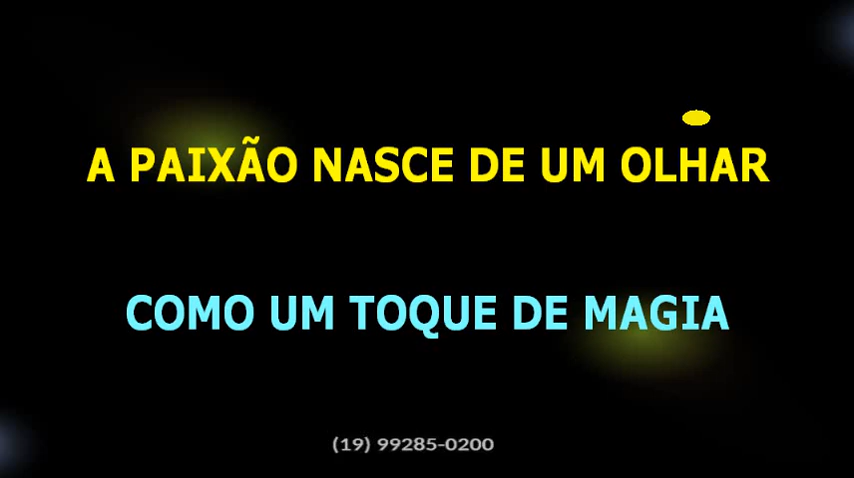 A PAIXÃO NASCE DE UM OLHAR
COMO UM TOQUE DE MAGIA
(19) 99285-0200